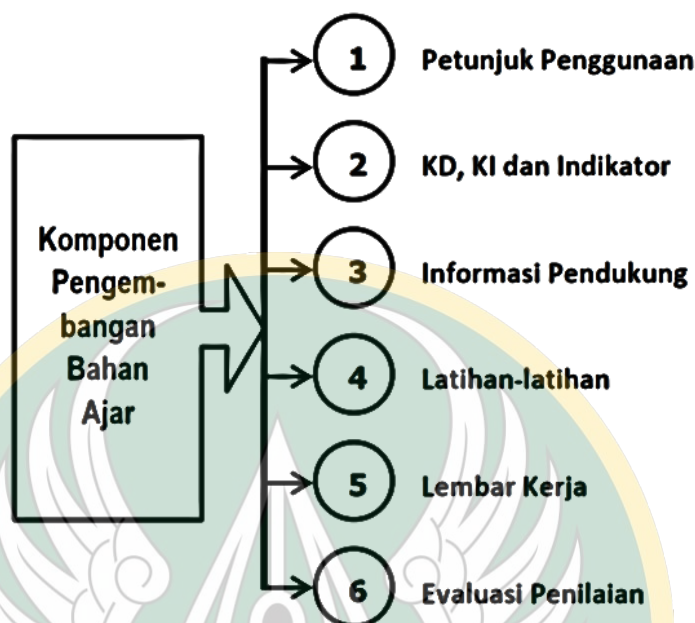 Komponen
Pengem-
bangan
Bahan
Ajar
1 Petunjuk Penggunaan
2 KD, KI dan Indikator
3 Informasi Pendukung
4 Latihan-latihan
5 Lembar Kerja
6 Evaluasi Penilaian